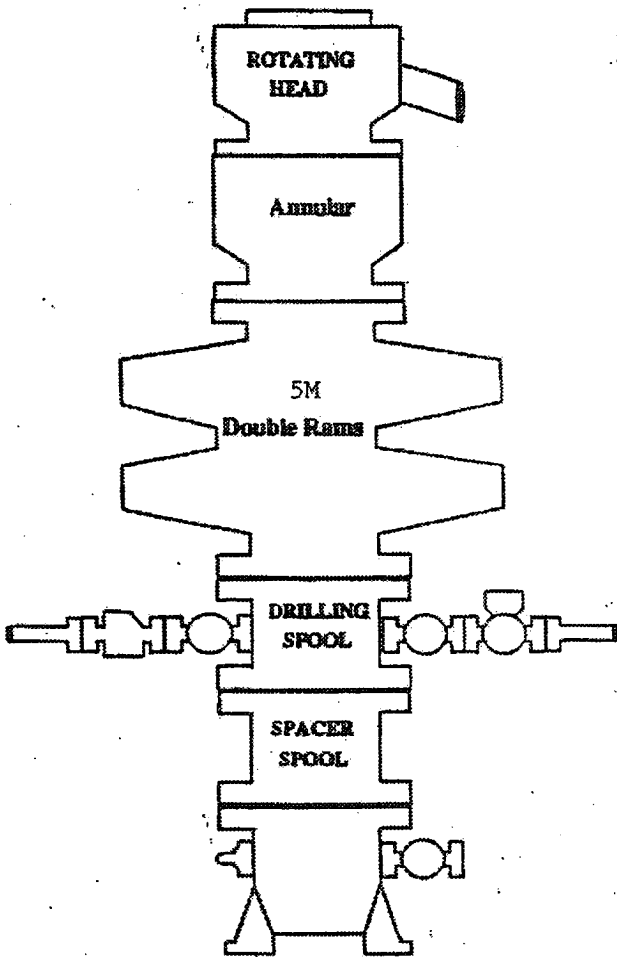 ROTATING
HEAD
Annular
5M
Double Rams
DRILLING
SPOOL
SPACER
SPOOL